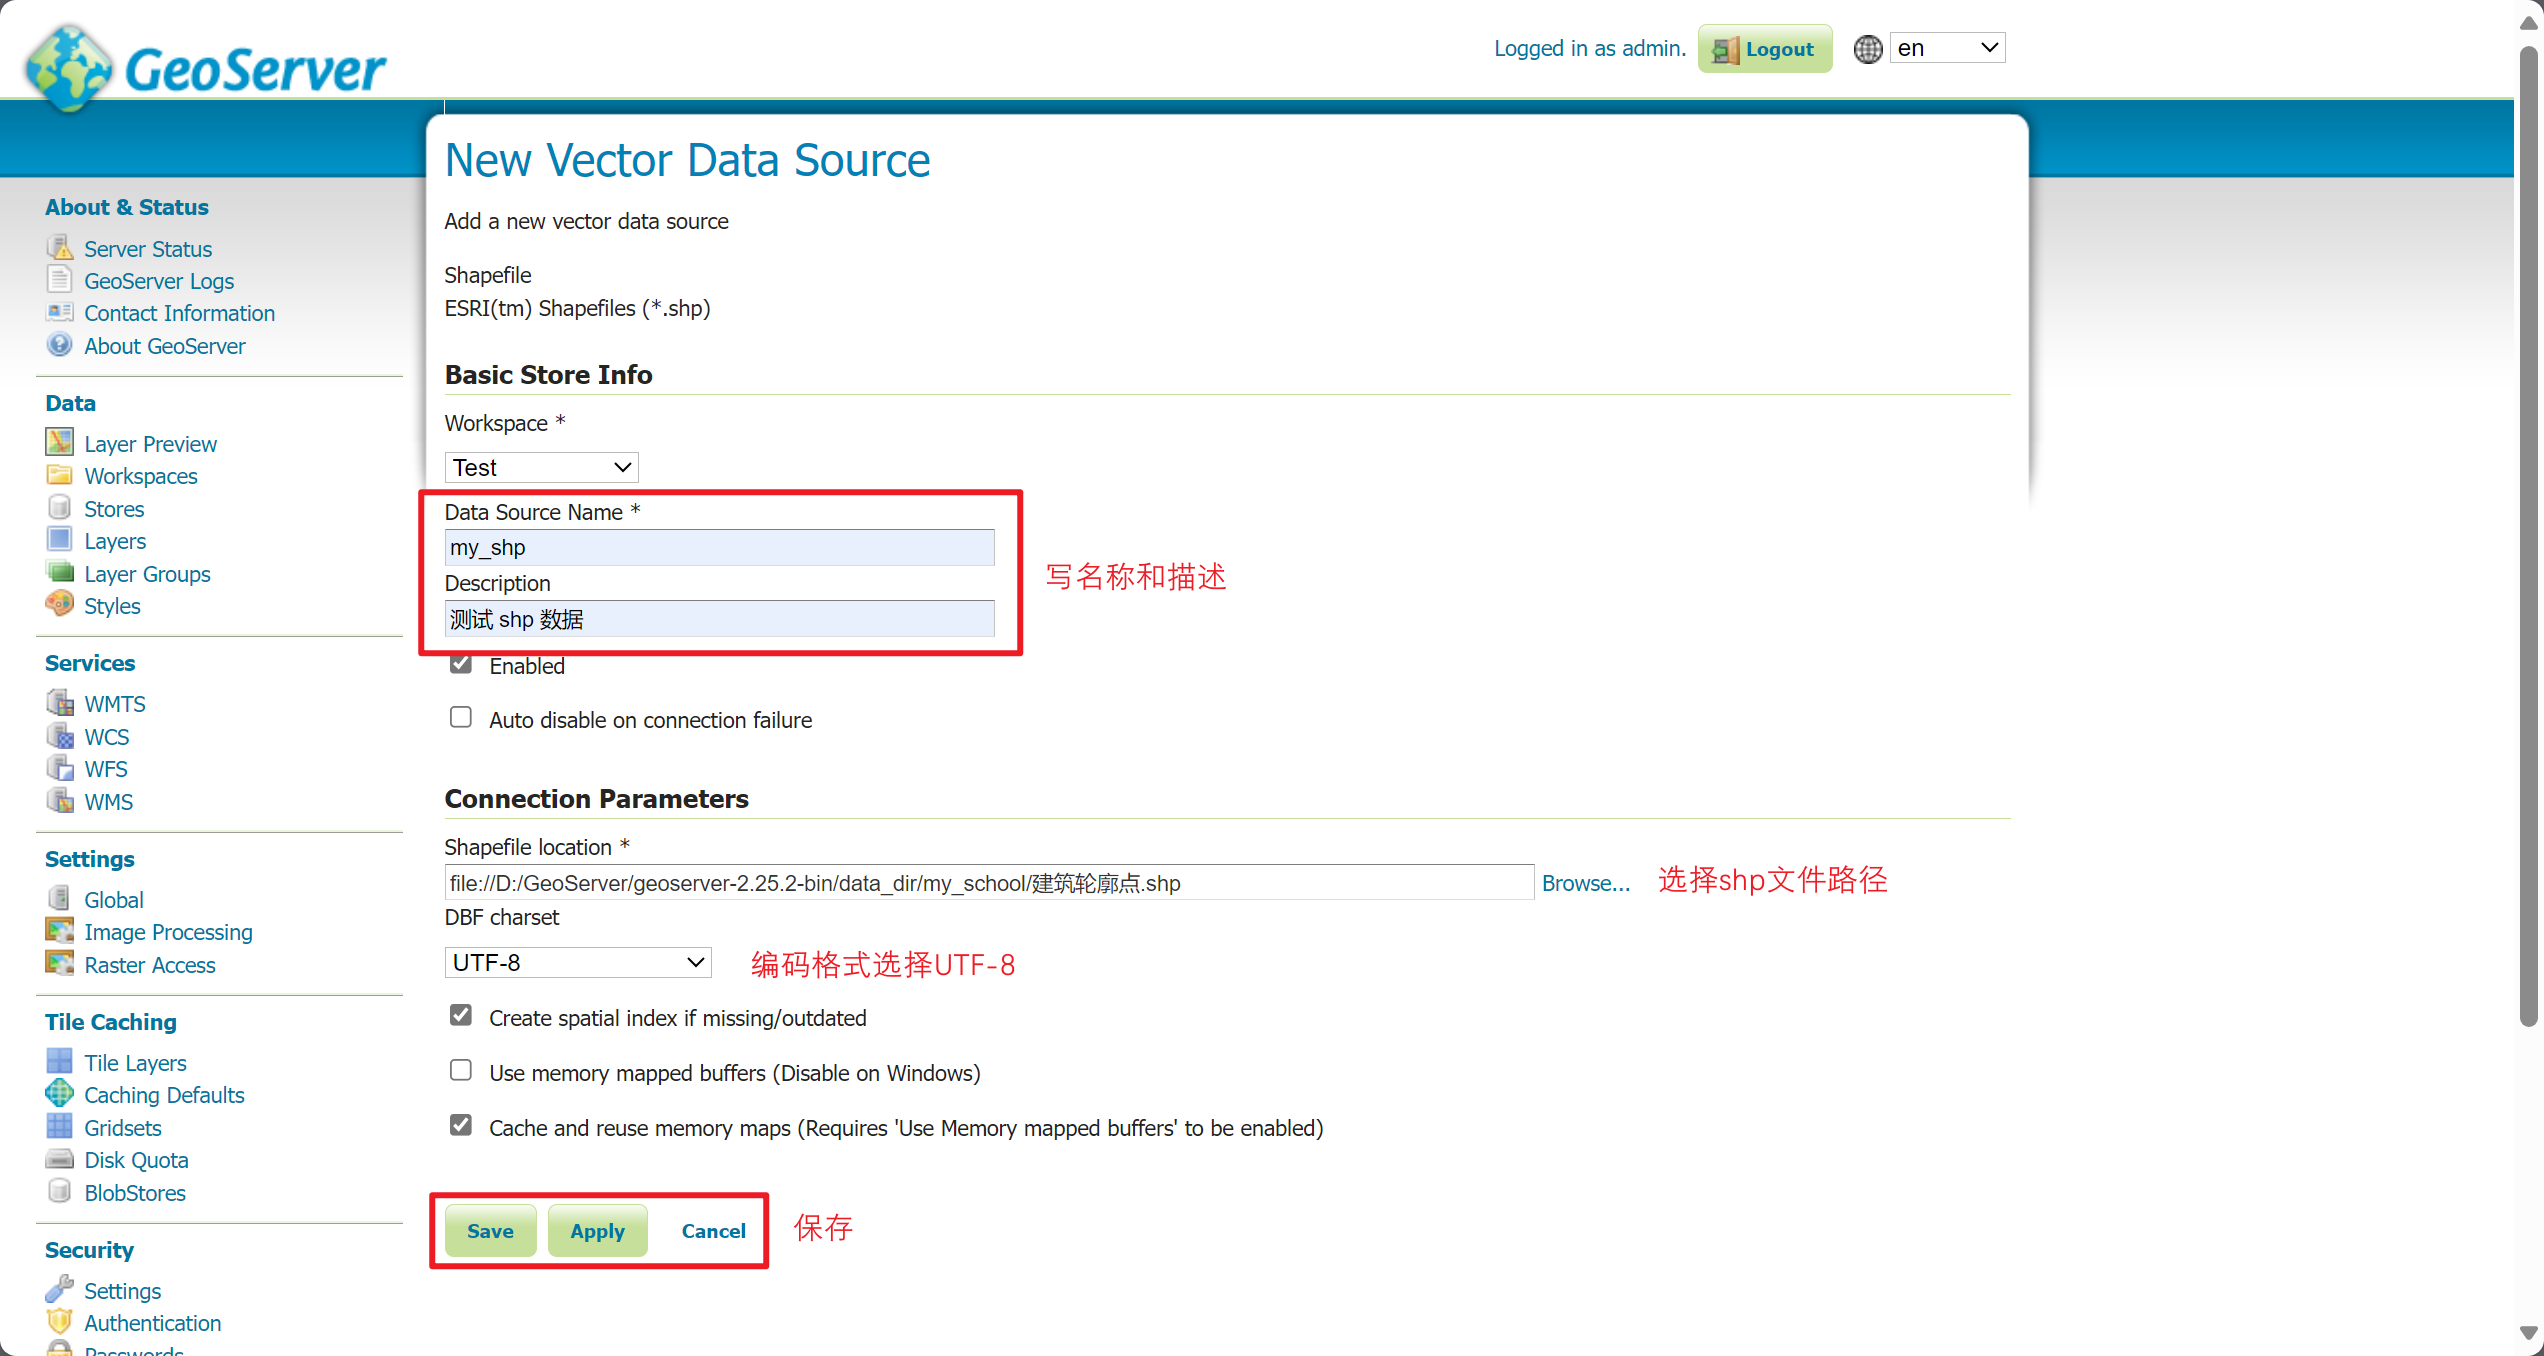 GeoServer
Logged in as admin.
Logout
en
New Vector Data Source
Add a new vector data source
Shapefile
ESRI(tm) Shapefiles (*.shp)
Basic Store Info
Workspace *
Test
Data Source Name *
my_shp
Description
测试 shp 数据
写名称和描述
Enabled
Auto disable on connection failure
Connection Parameters
Shapefile location *
file://D:/GeoServer/geoserver-2.25.2-bin/data_dir/my_school/建筑轮廓点.shp
Browse...
选择shp文件路径
DBF charset
UTF-8
编码格式选择UTF-8
Create spatial index if missing/outdated
Use memory mapped buffers (Disable on Windows)
Cache and reuse memory maps (Requires 'Use Memory mapped buffers' to be enabled)
Save
Apply
Cancel
保存
About & Status
Server Status
GeoServer Logs
Contact Information
About GeoServer
Data
Layer Preview
Workspaces
Stores
Layers
Layer Groups
Styles
Services
WMTS
WCS
WFS
WMS
Settings
Global
Image Processing
Raster Access
Tile Caching
Tile Layers
Caching Defaults
Gridsets
Disk Quota
BlobStores
Security
Settings
Authentication
Passwords